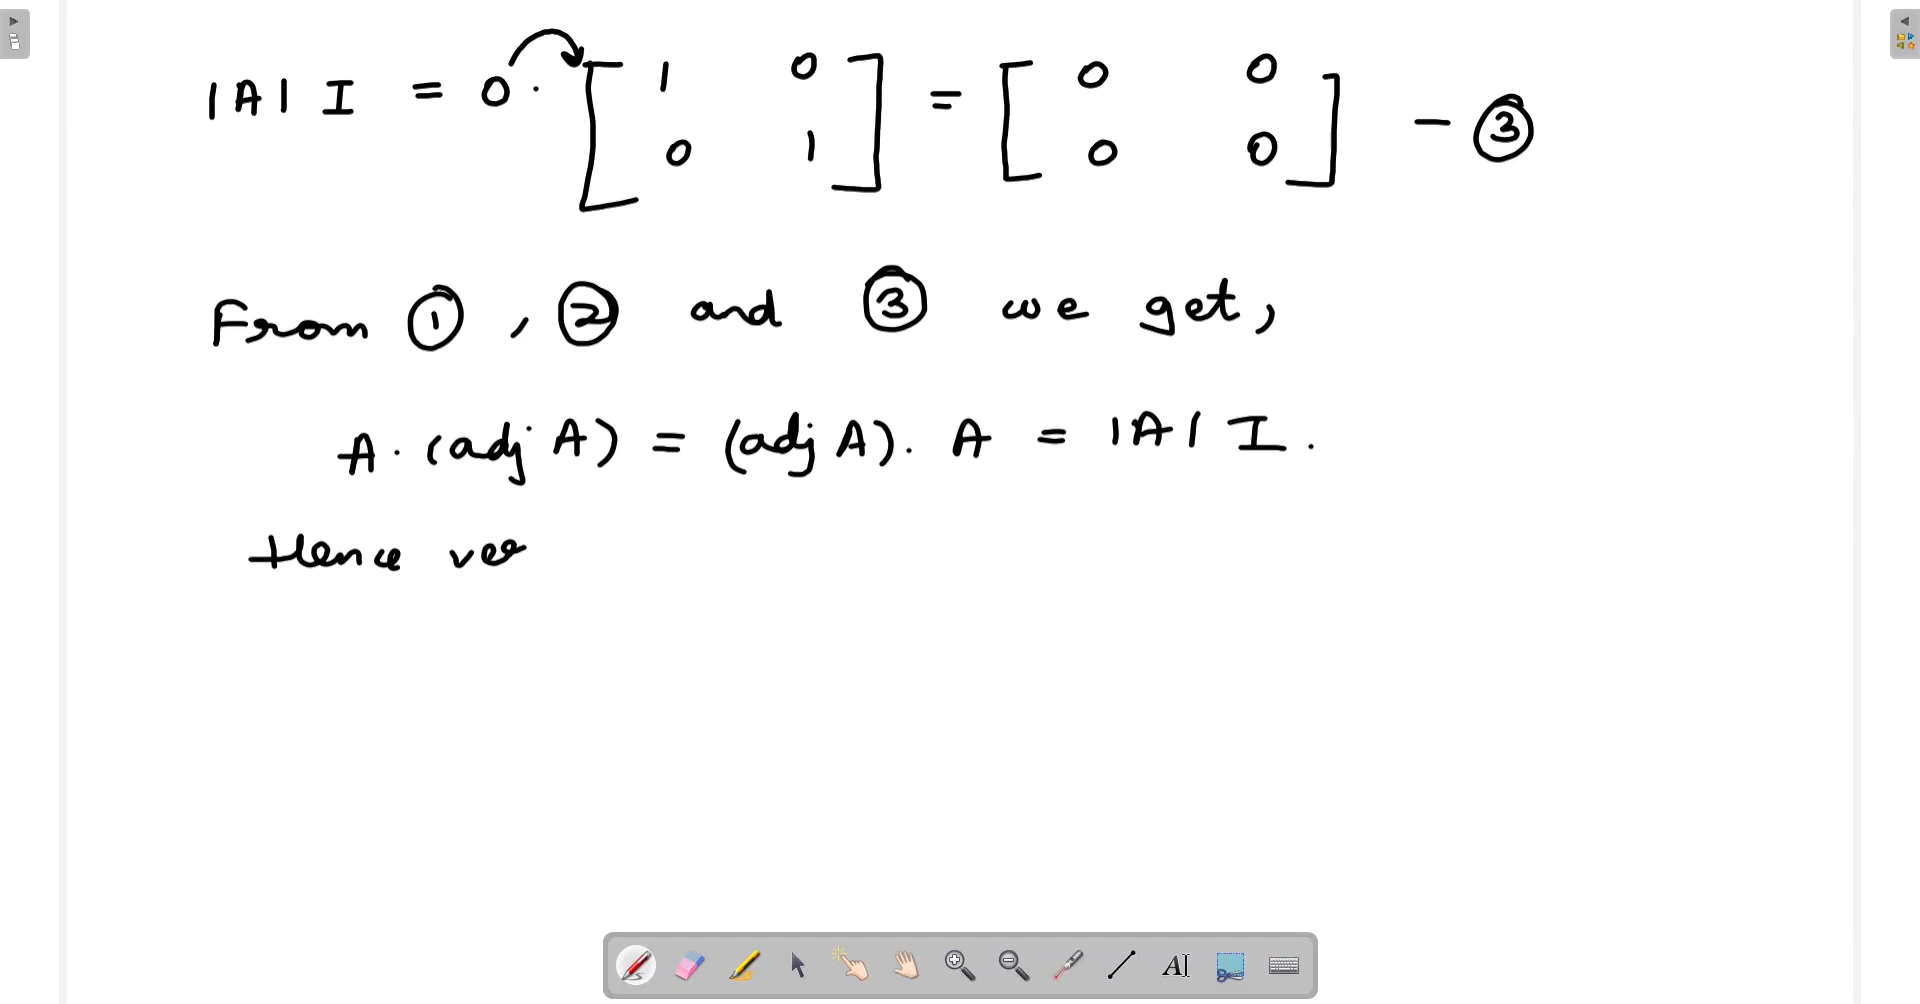 |A| I = 0 · [ 1 0 0 1 ] = [ 0 0 0 0 ] - ③
From ① , ② and ③ we get,
A · (adj A) = (adj A) · A = |A| I .
Hence ver
AI